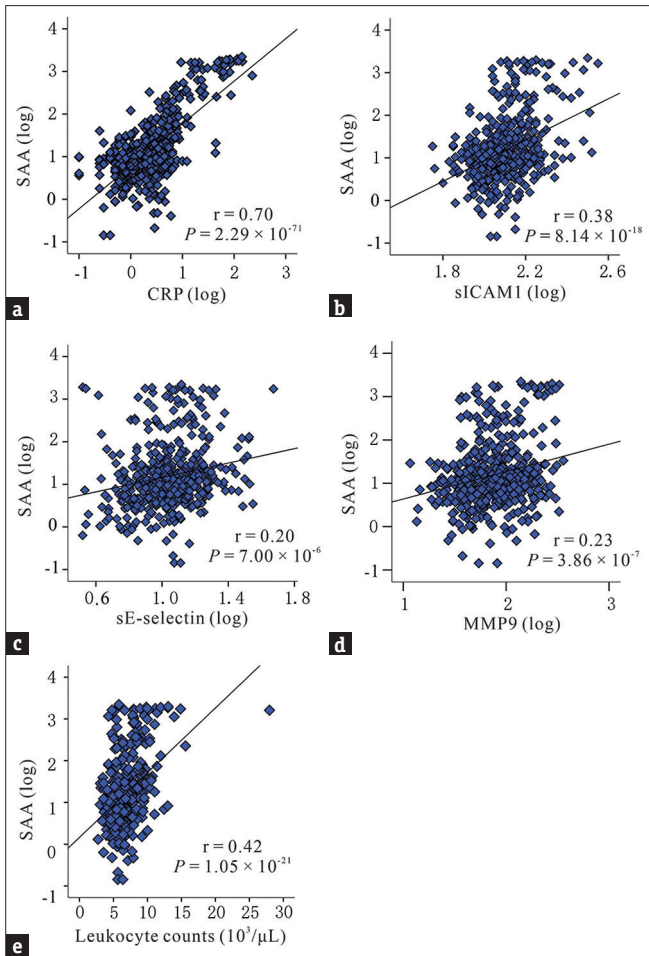 4
3
2
1
0
-1
SAA (log)
r = 0.70
P = 2.29 × 10-71
-1 0 1 2 3
CRP (log)
a
4
3
2
1
0
-1
SAA (log)
r = 0.38
P = 8.14 × 10-18
1.8 2.2 2.6
sICAM1 (log)
b
4
3
2
1
0
-1
SAA (log)
r = 0.20
P = 7.00 × 10-6
0.6 1.0 1.4 1.8
sE-selectin (log)
c
4
3
2
1
0
-1
SAA (log)
r = 0.23
P = 3.86 × 10-7
1 2 3
MMP9 (log)
d
4
3
2
1
0
-1
SAA (log)
r = 0.42
P = 1.05 × 10-21
0 5 10 15 20 25 30
Leukocyte counts (10³/μL)
e